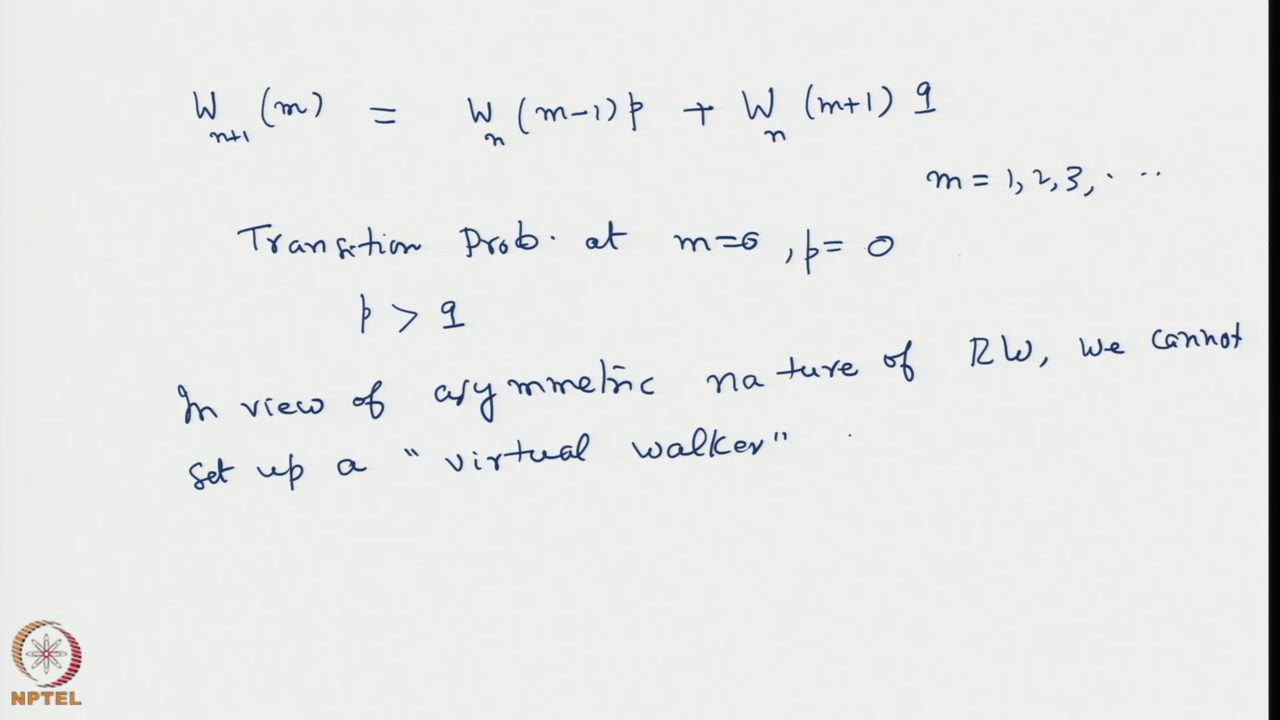 W_{n+1} (m) = W_n (m-1) p + W_n (m+1) q
m = 1, 2, 3, . ..
Transition Prob. at m=0, p= 0
p > q
In view of asymmetric nature of RW, we cannot
set up a "virtual walker" .
NPTEL